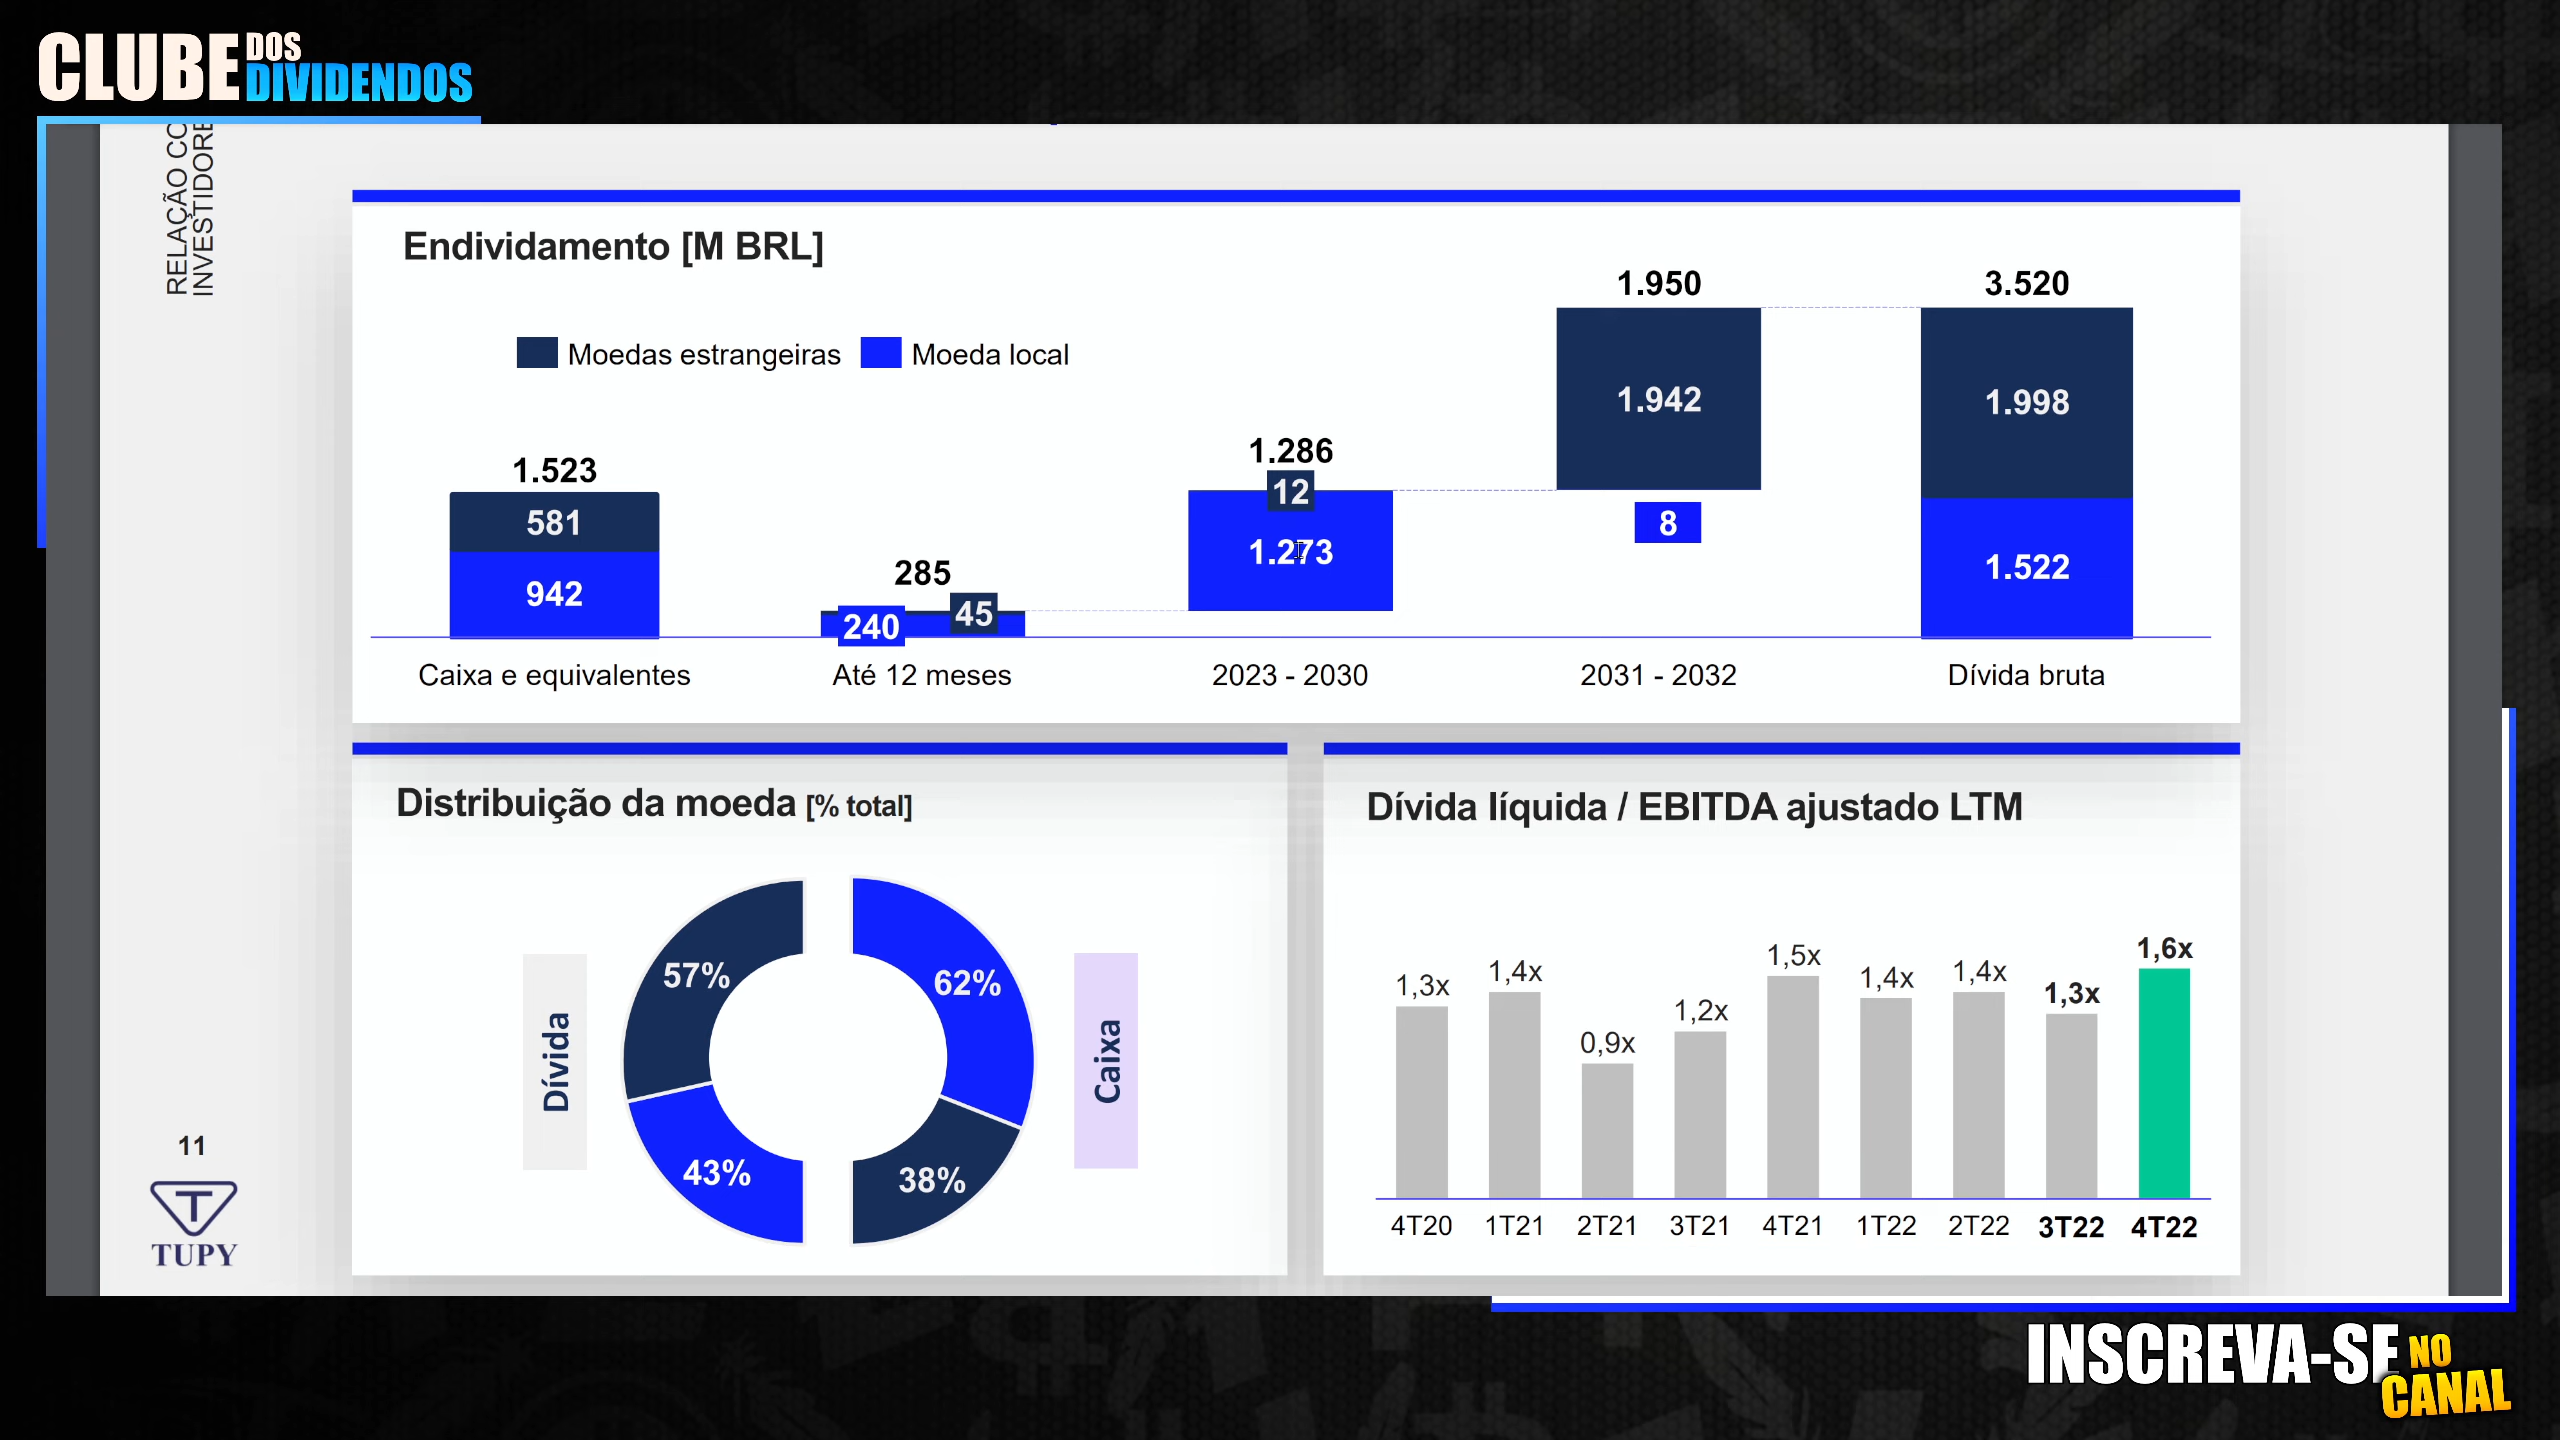 CLUBE DOS DIVIDENDOS
RELAÇÃO
INVESTIDORE
Endividamento [M BRL]
Moedas estrangeiras Moeda local
1.523
581
942
285
240 45
1.286
12
1.273
1.950
1.942
8
3.520
1.998
1.522
Caixa e equivalentes Até 12 meses 2023 - 2030 2031 - 2032 Dívida bruta
Distribuição da moeda [% total]
Dívida
57%
43%
62%
38%
Caixa
Dívida líquida / EBITDA ajustado LTM
1,3x 1,4x 0,9x 1,2x 1,5x 1,4x 1,4x 1,3x 1,6x
4T20 1T21 2T21 3T21 4T21 1T22 2T22 3T22 4T22
11
T
TUPY
INSCREVA-SE NO CANAL